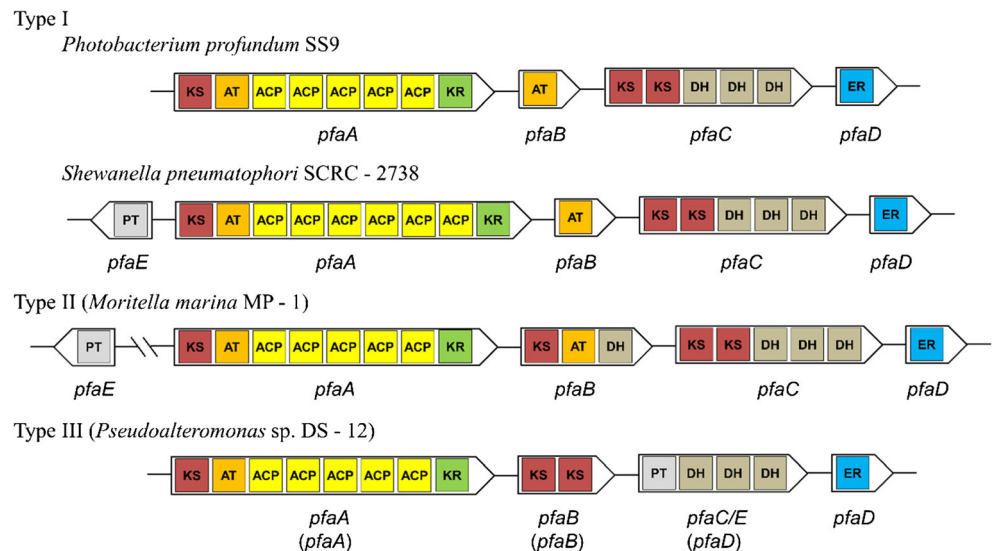 Type I
Photobacterium profundum SS9
KS AT ACP ACP ACP ACP ACP KR AT KS KS DH DH DH ER
pfaA pfaB pfaC pfaD
Shewanella pneumatophori SCRC - 2738
PT KS AT ACP ACP ACP ACP ACP ACP KR AT KS KS DH DH DH ER
pfaE pfaA pfaB pfaC pfaD
Type II (Moritella marina MP - 1)
PT KS AT ACP ACP ACP ACP ACP KR KS AT DH KS KS DH DH DH ER
pfaE pfaA pfaB pfaC pfaD
Type III (Pseudoalteromonas sp. DS - 12)
KS AT ACP ACP ACP ACP ACP KR KS KS PT DH DH DH ER
pfaA pfaB pfaC/E pfaD
(pfaA) (pfaB) (pfaD)